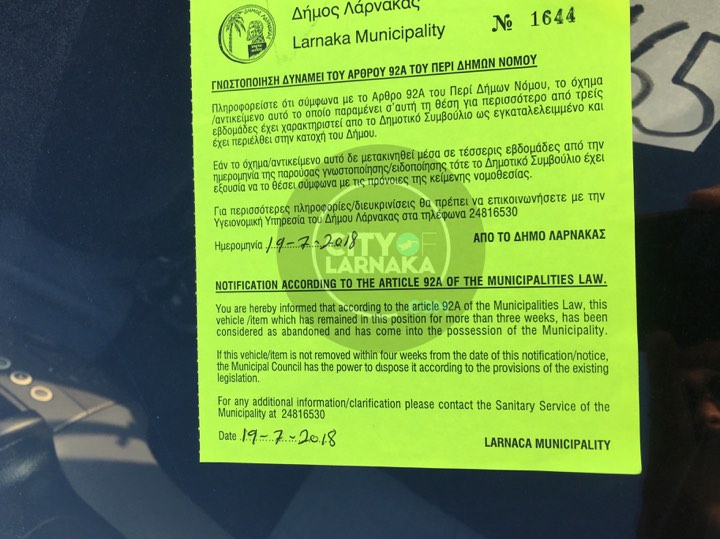 Δήμος Λάρνακας
Larnaka Municipality
№ 1644
ΓΝΩΣΤΟΠΟΙΗΣΗ ΔΥΝΑΜΕΙ ΤΟΥ ΑΡΘΡΟΥ 92Α ΤΟΥ ΠΕΡΙ ΔΗΜΩΝ ΝΟΜΟΥ
Πληροφορείστε ότι σύμφωνα με το Αρθρο 92Α του Περί Δήμων Νόμου, το όχημα
/αντικείμενο αυτό το οποίο παραμένει σ'αυτή τη θέση για περισσότερο από τρείς
εβδομάδες έχει χαρακτηριστεί απο το Δημοτικό Συμβούλιο ως εγκαταλελειμμένο και
έχει περιέλθει στην κατοχή του Δήμου.
Εάν το όχημα/αντικείμενο αυτό δε μετακινηθεί μέσα σε τέσσερις εβδομάδες από την
ημερομηνία της παρούσας γνωστοποίησης/ειδοποίησης τότε το Δημοτικό Συμβούλιο έχει
εξουσία να το θέσει σύμφωνα με τις πρόνοιες της κείμενης νομοθεσίας.
Για περισσότερες πληροφορίες/διευκρινίσεις θα πρέπει να επικοινωνήσετε με την
Υγειονομική Υπηρεσία του Δήμου Λάρνακας στα τηλέφωνα 24816530
Ημερομηνία 19-7-2018 ΑΠΟ ΤΟ ΔΗΜΟ ΛΑΡΝΑΚΑΣ
CITY OF
LARNAKA
NOTIFICATION ACCORDING TO THE ARTICLE 92A OF THE MUNICIPALITIES LAW.
You are hereby informed that according to the article 92A of the Municipalities Law, this
vehicle /item which has remained in this position for more than three weeks, has been
considered as abandoned and has come into the possession of the Municipality.
If this vehicle/item is not removed within four weeks from the date of this notification/notice,
the Municipal Council has the power to dispose it according to the provisions of the existing
legislation.
For any additional information/clarification please contact the Sanitary Service of the
Municipality at 24816530
Date 19-7-2018 LARNACA MUNICIPALITY